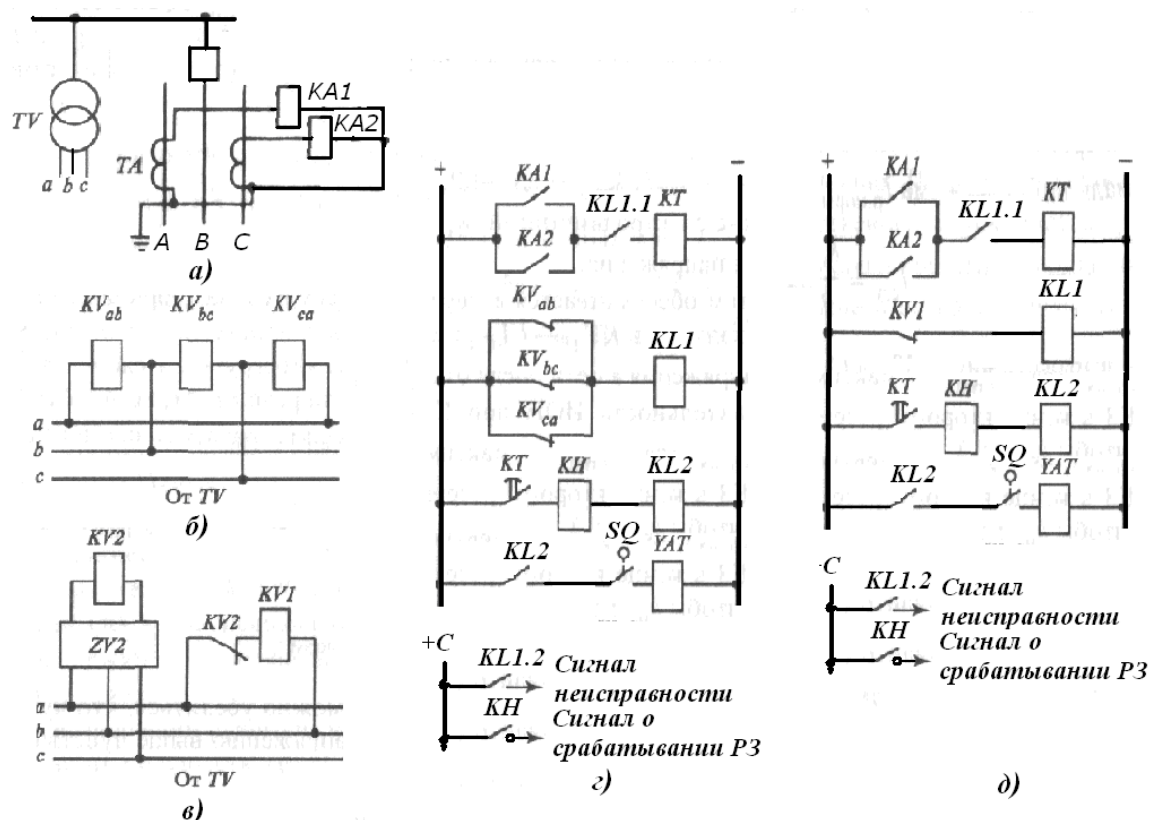 TV
a b c
TA
KA1
KA2
A B C
а)
KVab KVbc KVca
a
b
c
От TV
б)
KV2
ZV2
KV2
KV1
a
b
c
От TV
в)
+ −
KA1
KA2
KL1.1
KT
KVab
KVbc
KVca
KL1
KT
KH
KL2
KL2
SQ
YAT
+C
KL1.2
Сигнал
неисправности
KH
Сигнал о
срабатывании РЗ
г)
+ −
KA1
KA2
KL1.1
KT
KV1
KL1
KT
KH
KL2
KL2
SQ
YAT
C
KL1.2
Сигнал
неисправности
KH
Сигнал о
срабатывании РЗ
д)